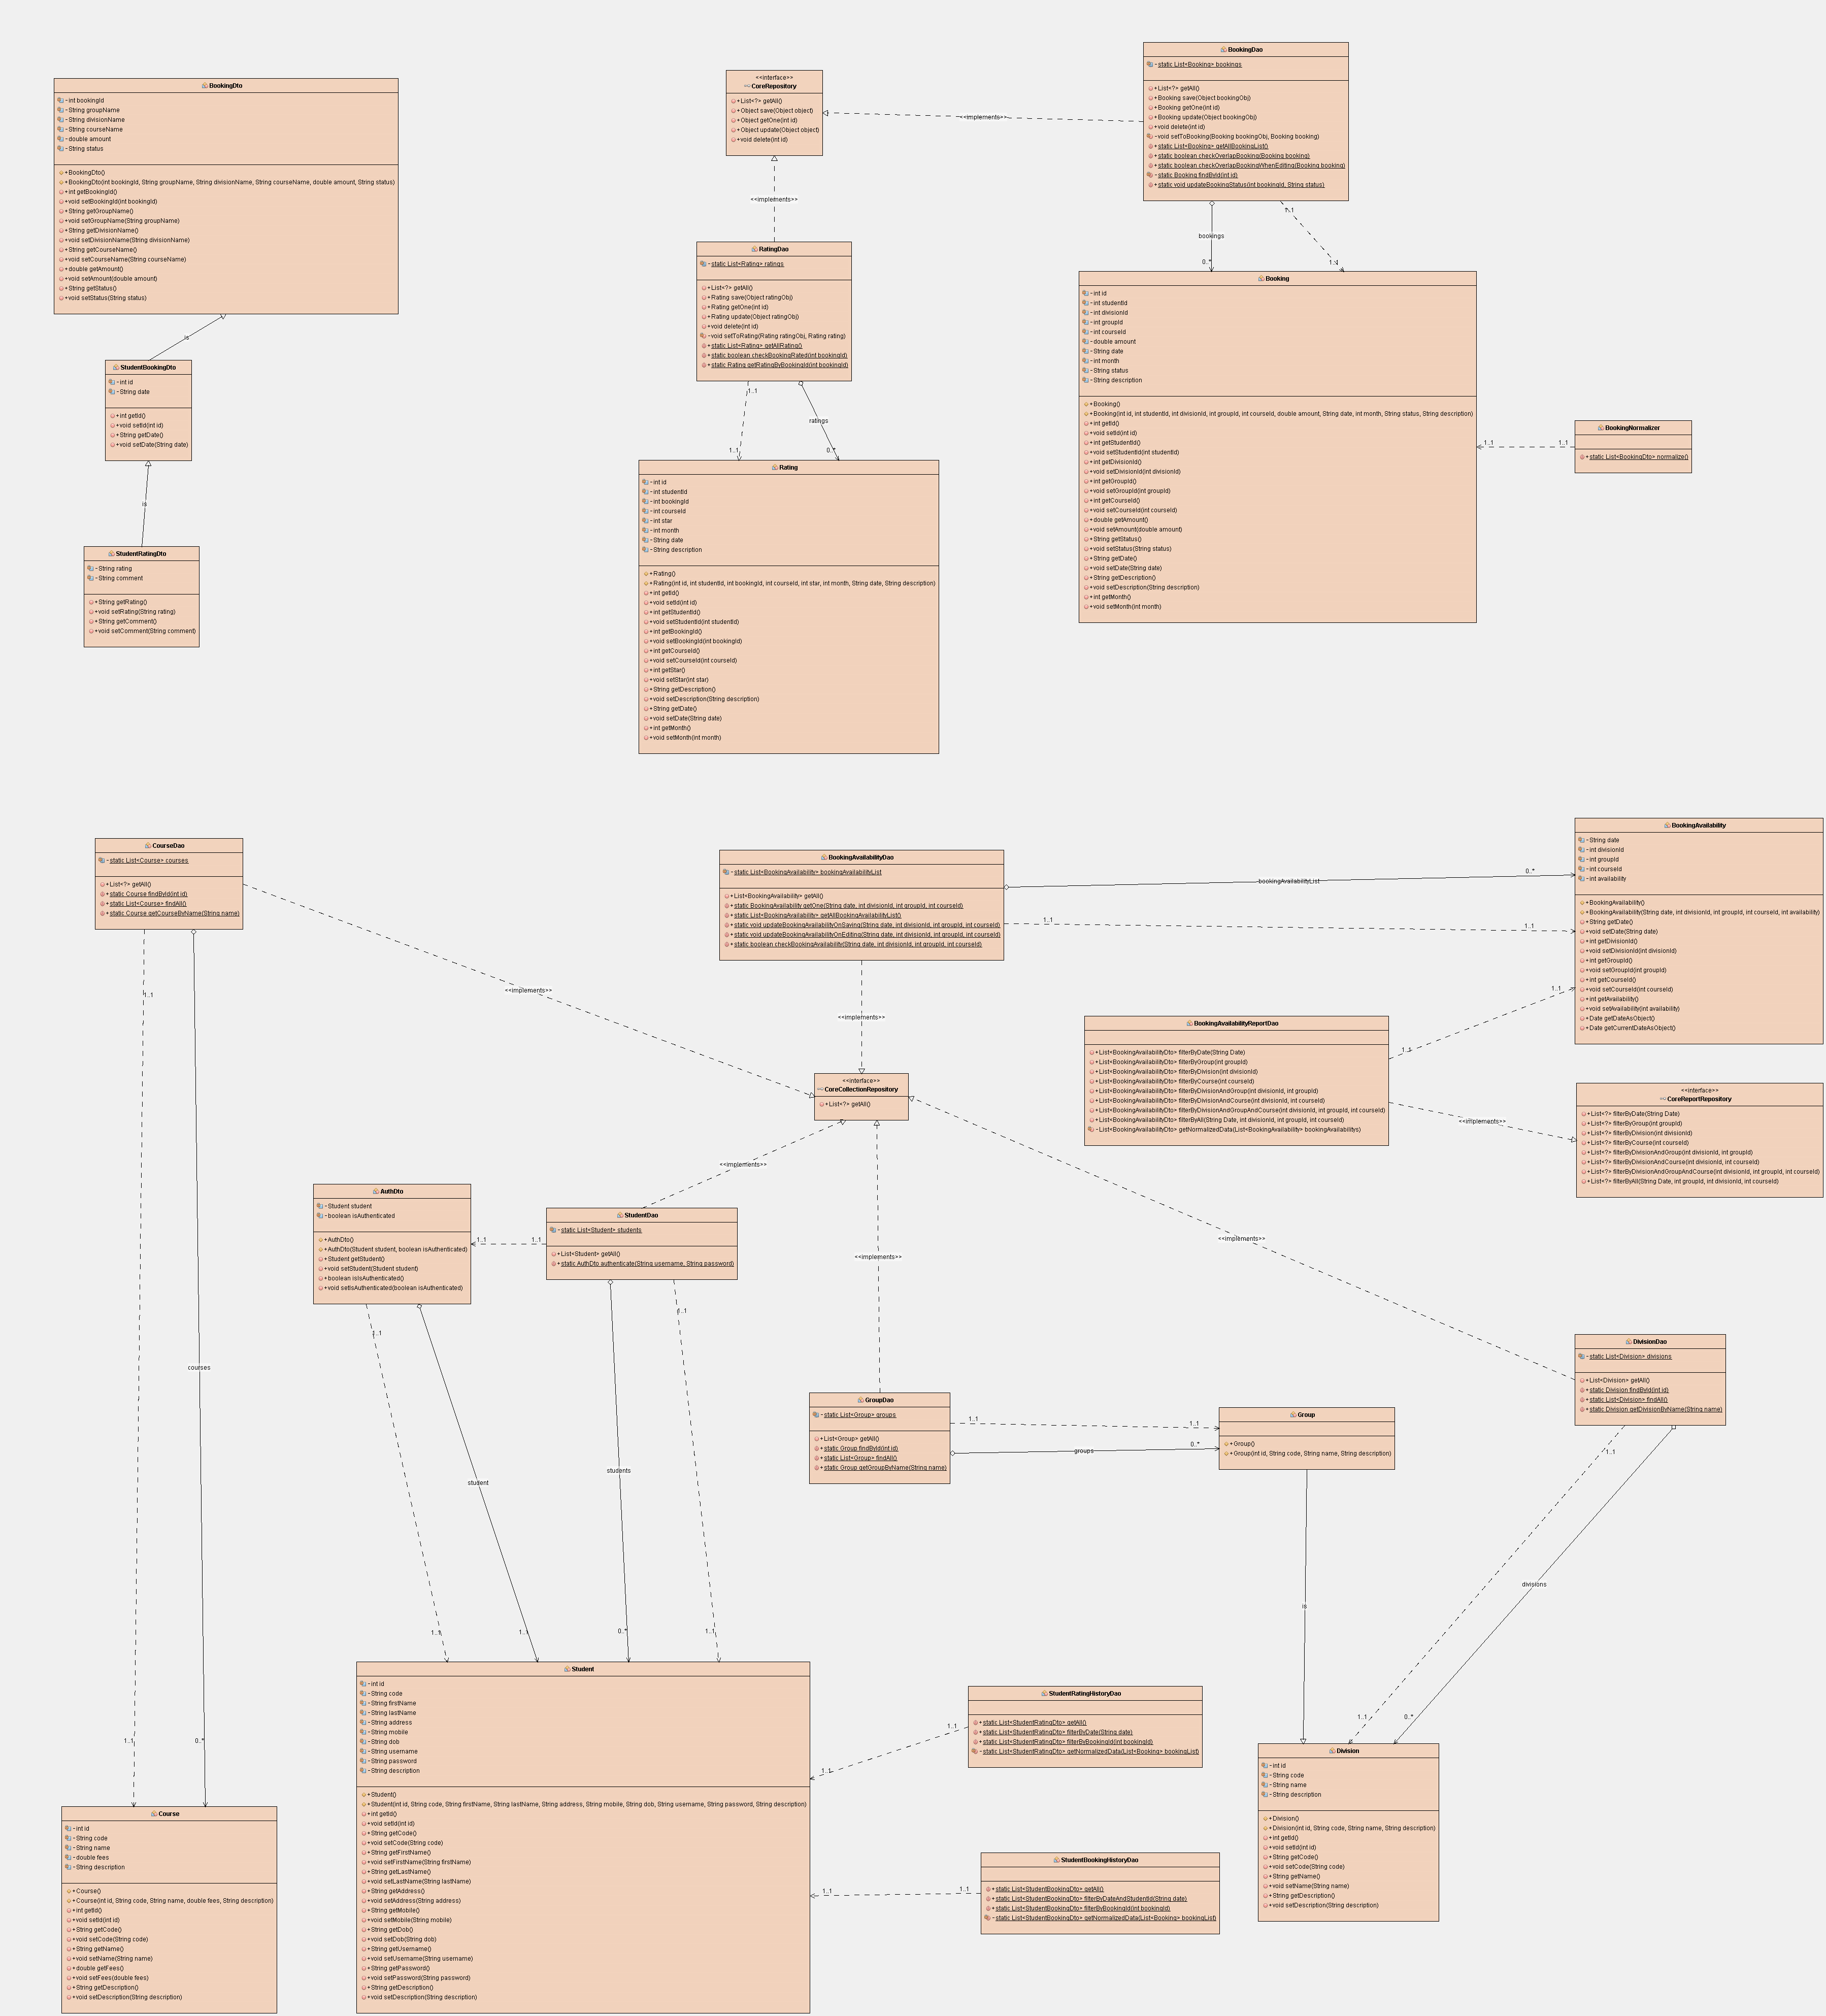 BookingDto
- int bookingId
- String groupName
- String divisionName
- String courseName
- double amount
- String status
+ BookingDto()
+ BookingDto(int bookingId, String groupName, String divisionName, String courseName, double amount, String status)
+ int getBookingId()
+ void setBookingId(int bookingId)
+ String getGroupName()
+ void setGroupName(String groupName)
+ String getDivisionName()
+ void setDivisionName(String divisionName)
+ String getCourseName()
+ void setCourseName(String courseName)
+ double getAmount()
+ void setAmount(double amount)
+ String getStatus()
+ void setStatus(String status)
is
StudentBookingDto
- int id
- String date
+ int getId()
+ void setId(int id)
+ String getDate()
+ void setDate(String date)
is
StudentRatingDto
- String rating
- String comment
+ String getRating()
+ void setRating(String rating)
+ String getComment()
+ void setComment(String comment)
<<interface>>
CoreRepository
+ List<?> getAll()
+ Object save(Object object)
+ Object getOne(int id)
+ Object update(Object object)
+ void delete(int id)
<<implements>>
<<implements>>
BookingDao
- static List<Booking> bookings
+ List<?> getAll()
+ Booking save(Object bookingObj)
+ Booking getOne(int id)
+ Booking update(Object bookingObj)
+ void delete(int id)
- void setToBooking(Booking bookingObj, Booking booking)
+ static List<Booking> getAllBookingList()
+ static boolean checkOverlapBooking(Booking booking)
+ static boolean checkOverlapBookingWhenEditing(Booking booking)
- static Booking findById(int id)
+ static void updateBookingStatus(int bookingId, String status)
1..1
bookings
0..*
1..1
RatingDao
- static List<Rating> ratings
+ List<?> getAll()
+ Rating save(Object ratingObj)
+ Rating getOne(int id)
+ Rating update(Object ratingObj)
+ void delete(int id)
- void setToRating(Rating ratingObj, Rating rating)
+ static List<Rating> getAllRating()
+ static boolean checkBookingRated(int bookingId)
+ static Rating getRatingByBookingId(int bookingId)
1..1
ratings
1..1
0..*
Rating
- int id
- int studentId
- int bookingId
- int courseId
- int star
- int month
- String date
- String description
+ Rating()
+ Rating(int id, int studentId, int bookingId, int courseId, int star, int month, String date, String description)
+ int getId()
+ void setId(int id)
+ int getStudentId()
+ void setStudentId(int studentId)
+ int getBookingId()
+ void setBookingId(int bookingId)
+ int getCourseId()
+ void setCourseId(int courseId)
+ int getStar()
+ void setStar(int star)
+ String getDescription()
+ void setDescription(String description)
+ String getDate()
+ void setDate(String date)
+ int getMonth()
+ void setMonth(int month)
Booking
- int id
- int studentId
- int divisionId
- int groupId
- int courseId
- double amount
- String date
- int month
- String status
- String description
+ Booking()
+ Booking(int id, int studentId, int divisionId, int groupId, int courseId, double amount, String date, int month, String status, String description)
+ int getId()
+ void setId(int id)
+ int getStudentId()
+ void setStudentId(int studentId)
+ int getDivisionId()
+ void setDivisionId(int divisionId)
+ int getGroupId()
+ void setGroupId(int groupId)
+ int getCourseId()
+ void setCourseId(int courseId)
+ double getAmount()
+ void setAmount(double amount)
+ String getStatus()
+ void setStatus(String status)
+ String getDate()
+ void setDate(String date)
+ String getDescription()
+ void setDescription(String description)
+ int getMonth()
+ void setMonth(int month)
1..1
1..1
BookingNormalizer
+ static List<BookingDto> normalize()
CourseDao
- static List<Course> courses
+ List<?> getAll()
+ static Course findById(int id)
+ static List<Course> findAll()
+ static Course getCourseByName(String name)
1..1
<<implements>>
courses
1..1
0..*
BookingAvailabilityDao
- static List<BookingAvailability> bookingAvailabilityList
+ List<BookingAvailability> getAll()
+ static BookingAvailability getOne(String date, int divisionId, int groupId, int courseId)
+ static List<BookingAvailability> getAllBookingAvailabilityList()
+ static void updateBookingAvailabilityOnSaving(String date, int divisionId, int groupId, int courseId)
+ static void updateBookingAvailabilityOnEditing(String date, int divisionId, int groupId, int courseId)
+ static boolean checkBookingAvailability(String date, int divisionId, int groupId, int courseId)
bookingAvailabilityList
0..*
1..1
1..1
<<implements>>
BookingAvailability
- String date
- int divisionId
- int groupId
- int courseId
- int availability
+ BookingAvailability()
+ BookingAvailability(String date, int divisionId, int groupId, int courseId, int availability)
+ String getDate()
+ void setDate(String date)
+ int getDivisionId()
+ void setDivisionId(int divisionId)
+ int getGroupId()
+ void setGroupId(int groupId)
+ int getCourseId()
+ void setCourseId(int courseId)
+ int getAvailability()
+ void setAvailability(int availability)
+ Date getDateAsObject()
+ Date getCurrentDateAsObject()
BookingAvailabilityReportDao
+ List<BookingAvailabilityDto> filterByDate(String Date)
+ List<BookingAvailabilityDto> filterByGroup(int groupId)
+ List<BookingAvailabilityDto> filterByDivision(int divisionId)
+ List<BookingAvailabilityDto> filterByCourse(int courseId)
+ List<BookingAvailabilityDto> filterByDivisionAndGroup(int divisionId, int groupId)
+ List<BookingAvailabilityDto> filterByDivisionAndCourse(int divisionId, int courseId)
+ List<BookingAvailabilityDto> filterByDivisionAndGroupAndCourse(int divisionId, int groupId, int courseId)
+ List<BookingAvailabilityDto> filterByAll(String Date, int divisionId, int groupId, int courseId)
- List<BookingAvailabilityDto> getNormalizedData(List<BookingAvailability> bookingAvailabilitys)
1..1
1..1
<<implements>>
<<interface>>
CoreReportRepository
+ List<?> filterByDate(String Date)
+ List<?> filterByGroup(int groupId)
+ List<?> filterByDivision(int divisionId)
+ List<?> filterByCourse(int courseId)
+ List<?> filterByDivisionAndGroup(int divisionId, int groupId)
+ List<?> filterByDivisionAndCourse(int divisionId, int courseId)
+ List<?> filterByDivisionAndGroupAndCourse(int divisionId, int groupId, int courseId)
+ List<?> filterByAll(String Date, int groupId, int divisionId, int courseId)
<<interface>>
CoreCollectionRepository
+ List<?> getAll()
<<implements>>
<<implements>>
<<implements>>
AuthDto
- Student student
- boolean isAuthenticated
+ AuthDto()
+ AuthDto(Student student, boolean isAuthenticated)
+ Student getStudent()
+ void setStudent(Student student)
+ boolean isIsAuthenticated()
+ void setIsAuthenticated(boolean isAuthenticated)
1..1
1..1
StudentDao
- static List<Student> students
+ List<Student> getAll()
+ static AuthDto authenticate(String username, String password)
1..1
1..1
student
students
1..1
1..1
0..*
1..1
GroupDao
- static List<Group> groups
+ List<Group> getAll()
+ static Group findById(int id)
+ static List<Group> findAll()
+ static Group getGroupByName(String name)
1..1
1..1
groups
0..*
Group
+ Group()
+ Group(int id, String code, String name, String description)
is
DivisionDao
- static List<Division> divisions
+ List<Division> getAll()
+ static Division findById(int id)
+ static List<Division> findAll()
+ static Division getDivisionByName(String name)
1..1
divisions
1..1
0..*
Student
- int id
- String code
- String firstName
- String lastName
- String address
- String mobile
- String dob
- String username
- String password
- String description
+ Student()
+ Student(int id, String code, String firstName, String lastName, String address, String mobile, String dob, String username, String password, String description)
+ int getId()
+ void setId(int id)
+ String getCode()
+ void setCode(String code)
+ String getFirstName()
+ void setFirstName(String firstName)
+ String getLastName()
+ void setLastName(String lastName)
+ String getAddress()
+ void setAddress(String address)
+ String getMobile()
+ void setMobile(String mobile)
+ String getDob()
+ void setDob(String dob)
+ String getUsername()
+ void setUsername(String username)
+ String getPassword()
+ void setPassword(String password)
+ String getDescription()
+ void setDescription(String description)
StudentRatingHistoryDao
+ static List<StudentRatingDto> getAll()
+ static List<StudentRatingDto> filterByDate(String date)
+ static List<StudentRatingDto> filterByBookingId(int bookingId)
- static List<StudentRatingDto> getNormalizedData(List<Booking> bookingList)
1..1
1..1
StudentBookingHistoryDao
+ static List<StudentBookingDto> getAll()
+ static List<StudentBookingDto> filterByDateAndStudentId(String date)
+ static List<StudentBookingDto> filterByBookingId(int bookingId)
- static List<StudentBookingDto> getNormalizedData(List<Booking> bookingList)
1..1
1..1
Division
- int id
- String code
- String name
- String description
+ Division()
+ Division(int id, String code, String name, String description)
+ int getId()
+ void setId(int id)
+ String getCode()
+ void setCode(String code)
+ String getName()
+ void setName(String name)
+ String getDescription()
+ void setDescription(String description)
Course
- int id
- String code
- String name
- double fees
- String description
+ Course()
+ Course(int id, String code, String name, double fees, String description)
+ int getId()
+ void setId(int id)
+ String getCode()
+ void setCode(String code)
+ String getName()
+ void setName(String name)
+ double getFees()
+ void setFees(double fees)
+ String getDescription()
+ void setDescription(String description)